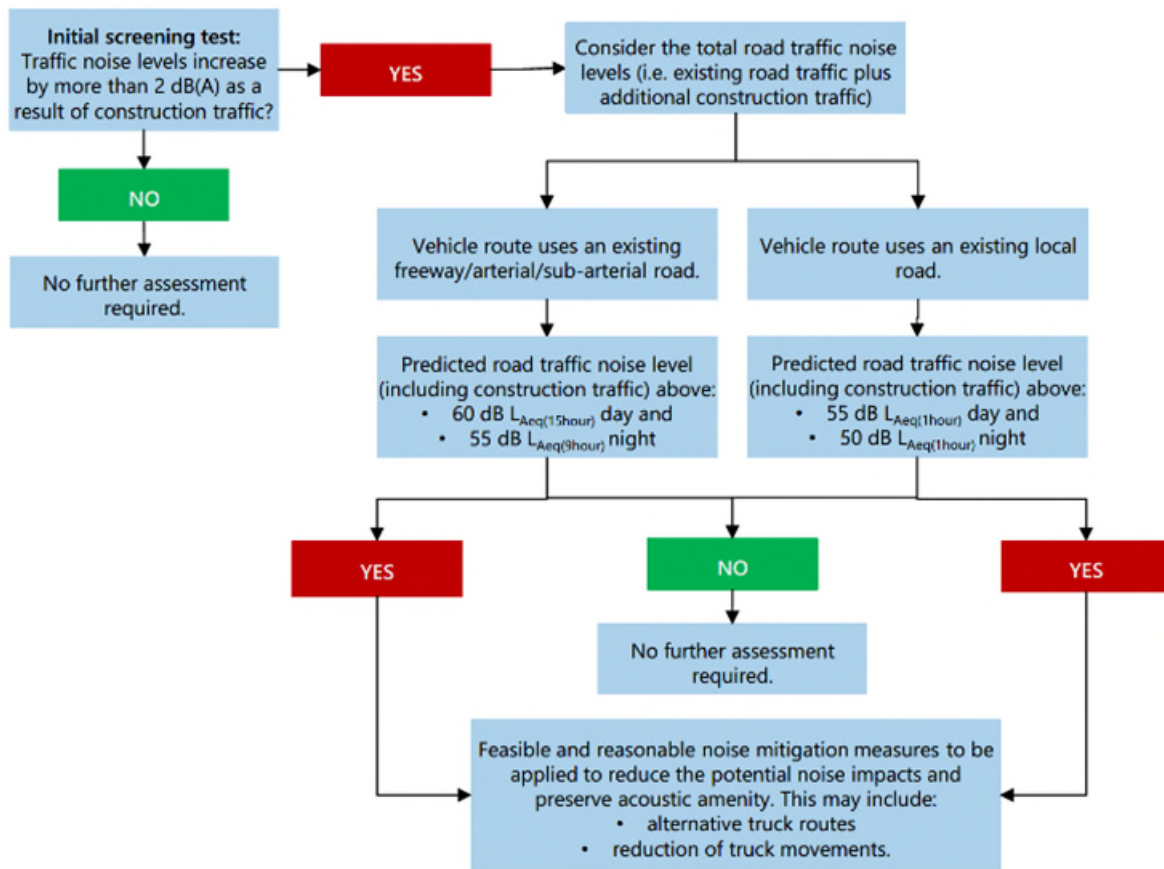 Initial screening test:
Traffic noise levels increase
by more than 2 dB(A) as a
result of construction traffic?
YES
Consider the total road traffic noise
levels (i.e. existing road traffic plus
additional construction traffic)
NO
No further assessment
required.
Vehicle route uses an existing
freeway/arterial/sub-arterial road.
Vehicle route uses an existing local
road.
Predicted road traffic noise level
(including construction traffic) above:
• 60 dB LAeq(15hour) day and
• 55 dB LAeq(9hour) night
Predicted road traffic noise level
(including construction traffic) above:
• 55 dB LAeq(1hour) day and
• 50 dB LAeq(1hour) night
YES
NO
YES
No further assessment
required.
Feasible and reasonable noise mitigation measures to be
applied to reduce the potential noise impacts and
preserve acoustic amenity. This may include:
• alternative truck routes
• reduction of truck movements.